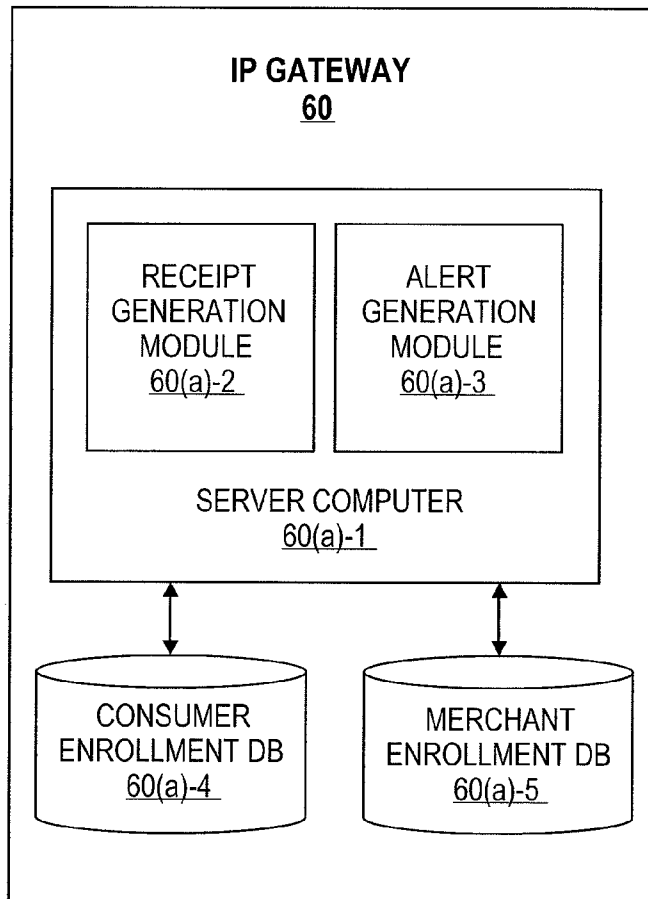 IP GATEWAY
60
RECEIPT
GENERATION
MODULE
60(a)-2
ALERT
GENERATION
MODULE
60(a)-3
SERVER COMPUTER
60(a)-1
CONSUMER
ENROLLMENT DB
60(a)-4
MERCHANT
ENROLLMENT DB
60(a)-5